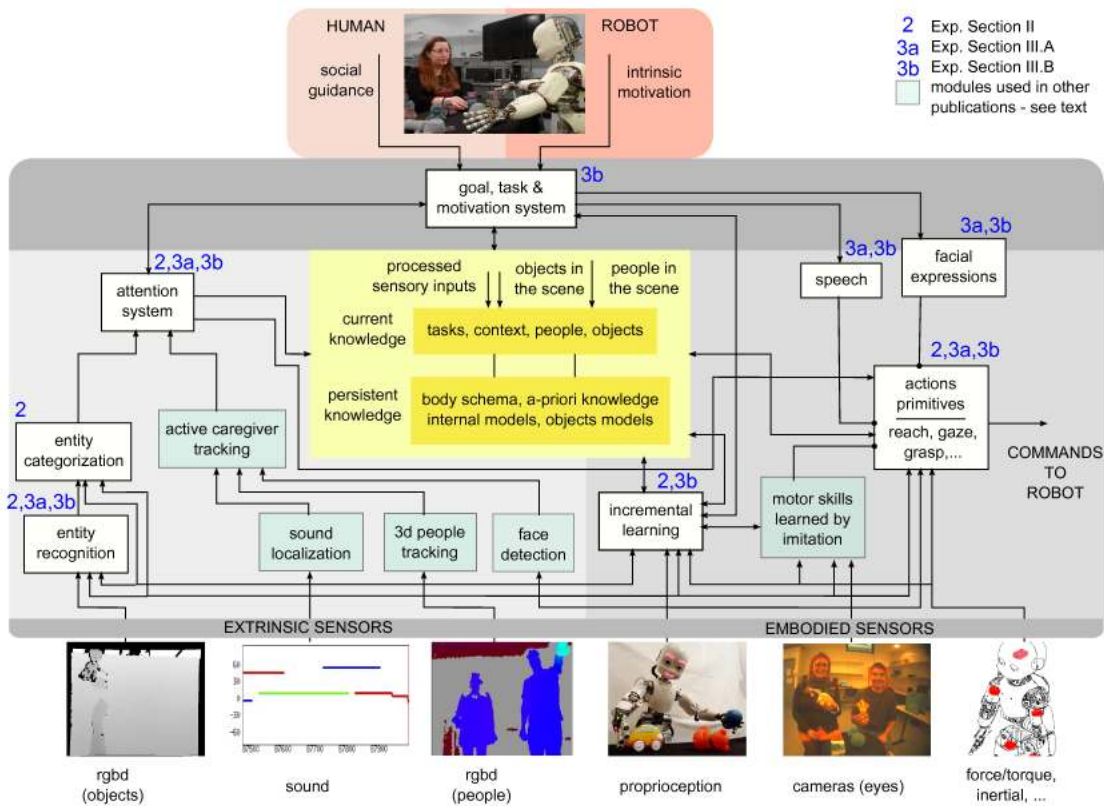 HUMAN
ROBOT
social
guidance
intrinsic
motivation
2 Exp. Section II
3a Exp. Section III.A
3b Exp. Section III.B
modules used in other
publications - see text
3b
goal, task &
motivation system
2,3a,3b
attention
system
processed
sensory inputs
objects in
the scene
people in
the scene
3a,3b
speech
3a,3b
facial
expressions
current
knowledge
tasks, context, people, objects
persistent
knowledge
body schema, a-priori knowledge
internal models, objects models
2,3a,3b
actions
primitives
reach, gaze,
grasp,...
COMMANDS
TO
ROBOT
2
entity
categorization
active caregiver
tracking
2,3a,3b
entity
recognition
sound
localization
3d people
tracking
face
detection
2,3b
incremental
learning
motor skills
learned by
imitation
EXTRINSIC SENSORS
EMBODIED SENSORS
rgbd
(objects)
sound
rgbd
(people)
proprioception
cameras (eyes)
force/torque,
inertial, ...